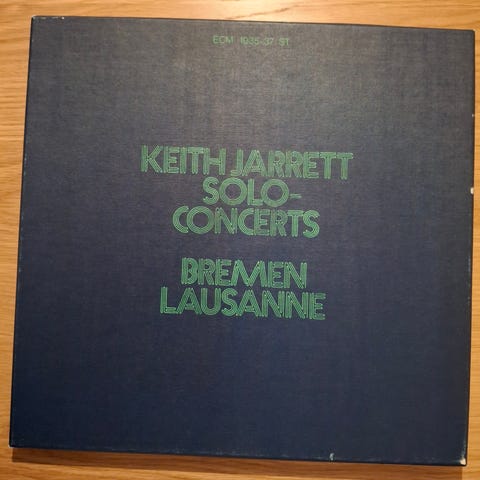 ECM 1035-37 ST
KEITH JARRETT
SOLO-
CONCERTS
BREMEN
LAUSANNE